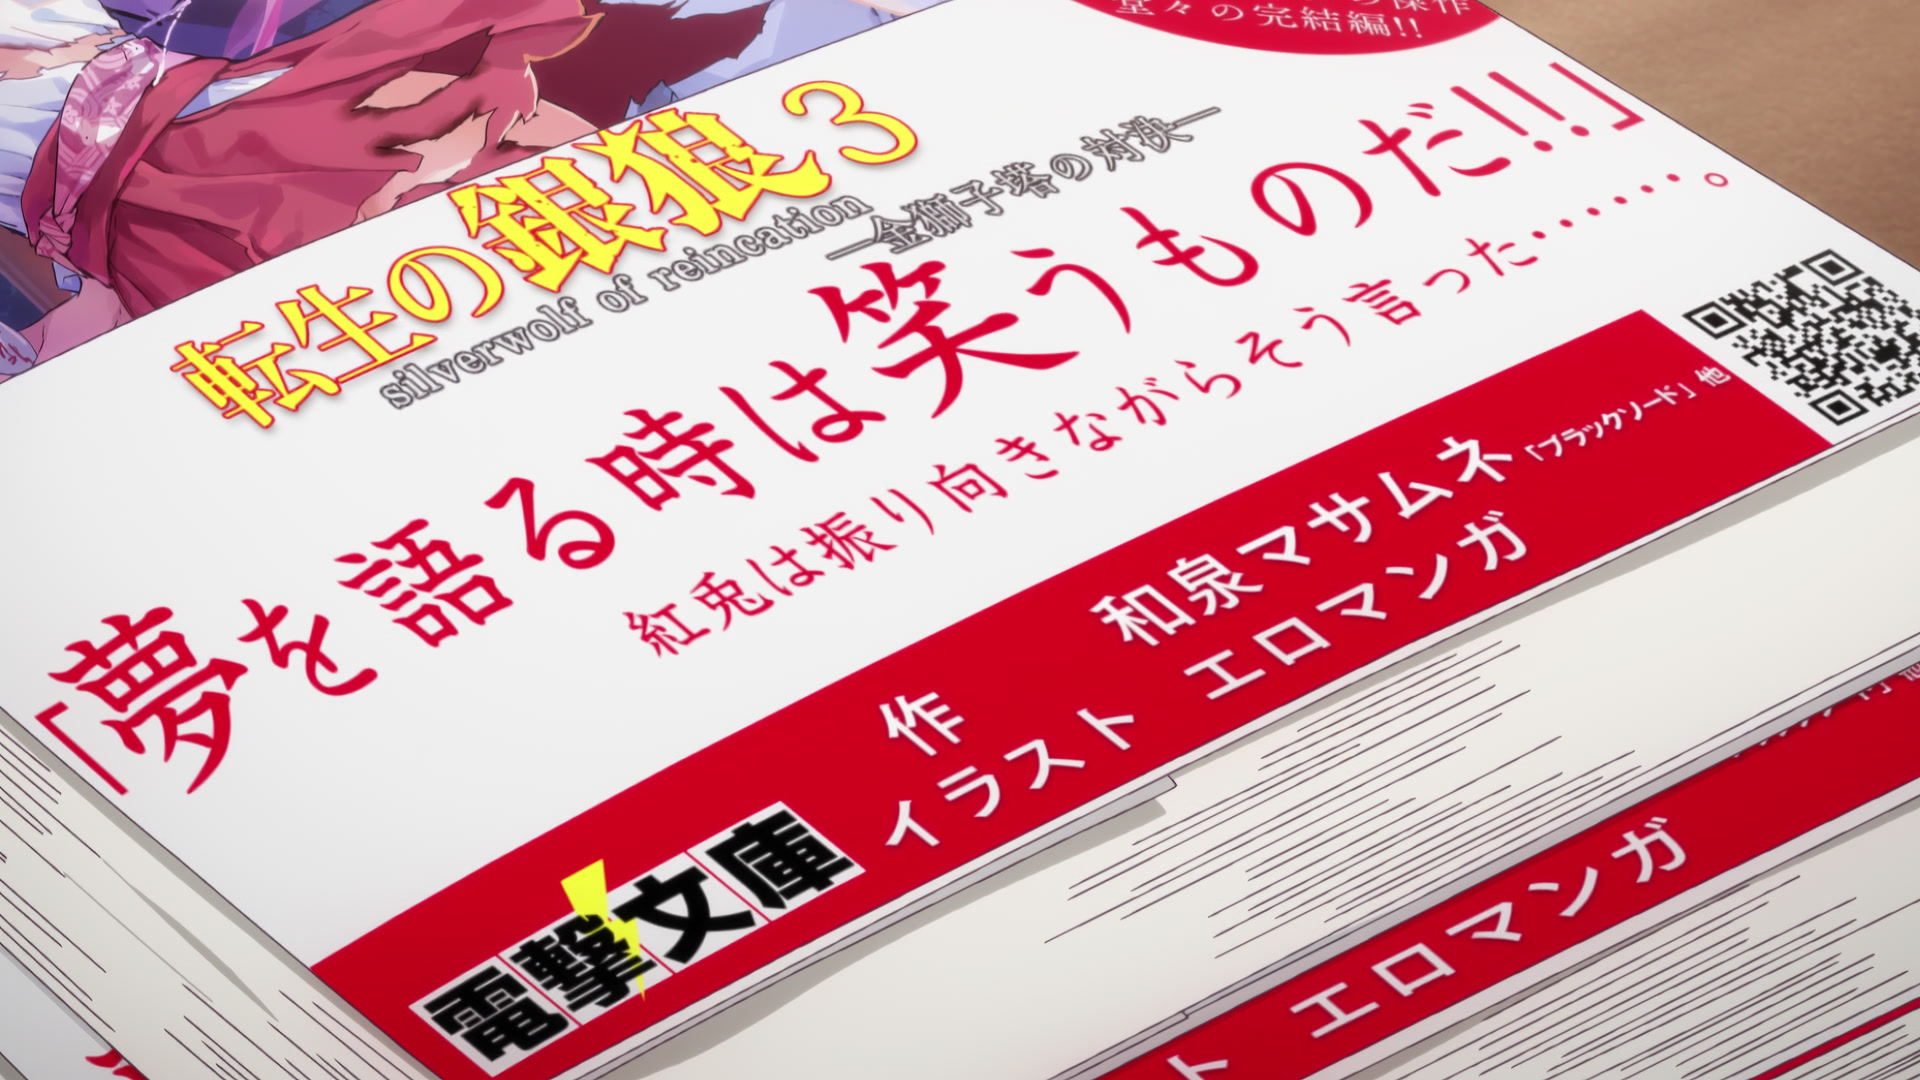 堂々の完結編!!
転生の銀狼3
silverwolf of reincation
―金獅子塔の対決―
「夢を語る時は笑うものだ!!」
紅兎は振り向きながらそう言った……。
作 和泉マサムネ 「ブラックソード」他
イラスト エロマンガ
電撃文庫
ト エロマンガ